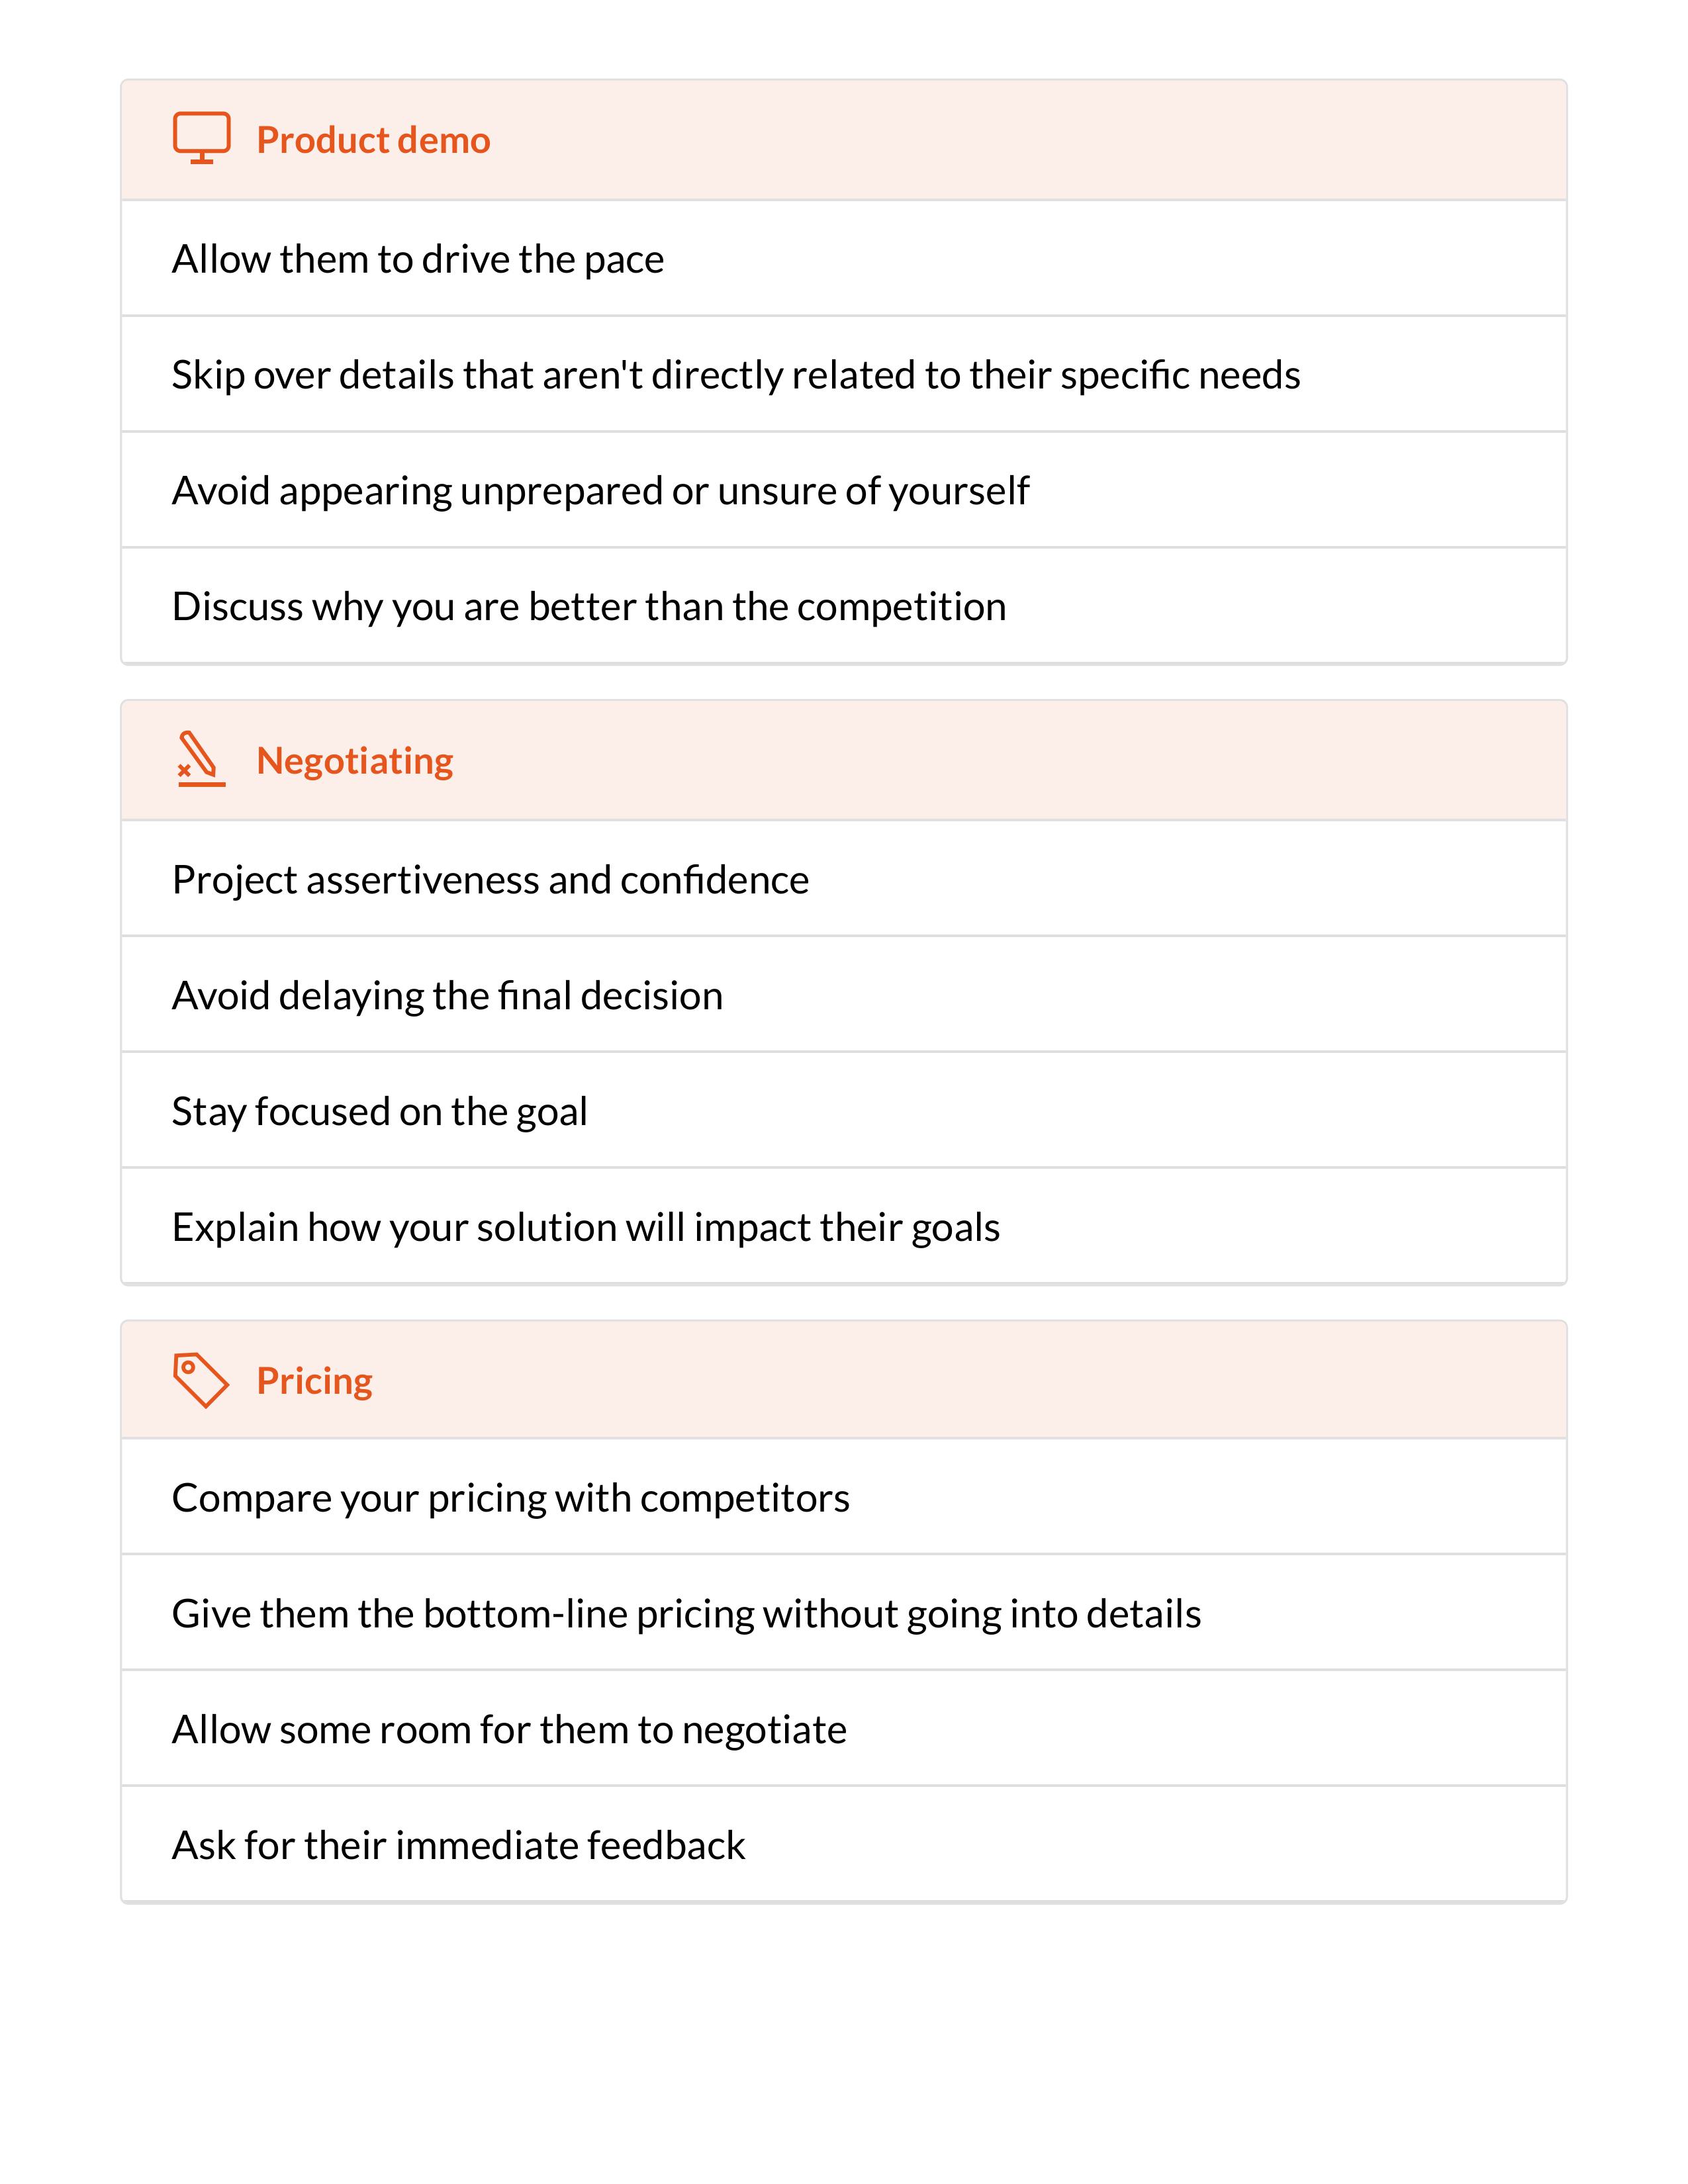 Product demo
Allow them to drive the pace
Skip over details that aren't directly related to their specific needs
Avoid appearing unprepared or unsure of yourself
Discuss why you are better than the competition
Negotiating
Project assertiveness and confidence
Avoid delaying the final decision
Stay focused on the goal
Explain how your solution will impact their goals
Pricing
Compare your pricing with competitors
Give them the bottom-line pricing without going into details
Allow some room for them to negotiate
Ask for their immediate feedback